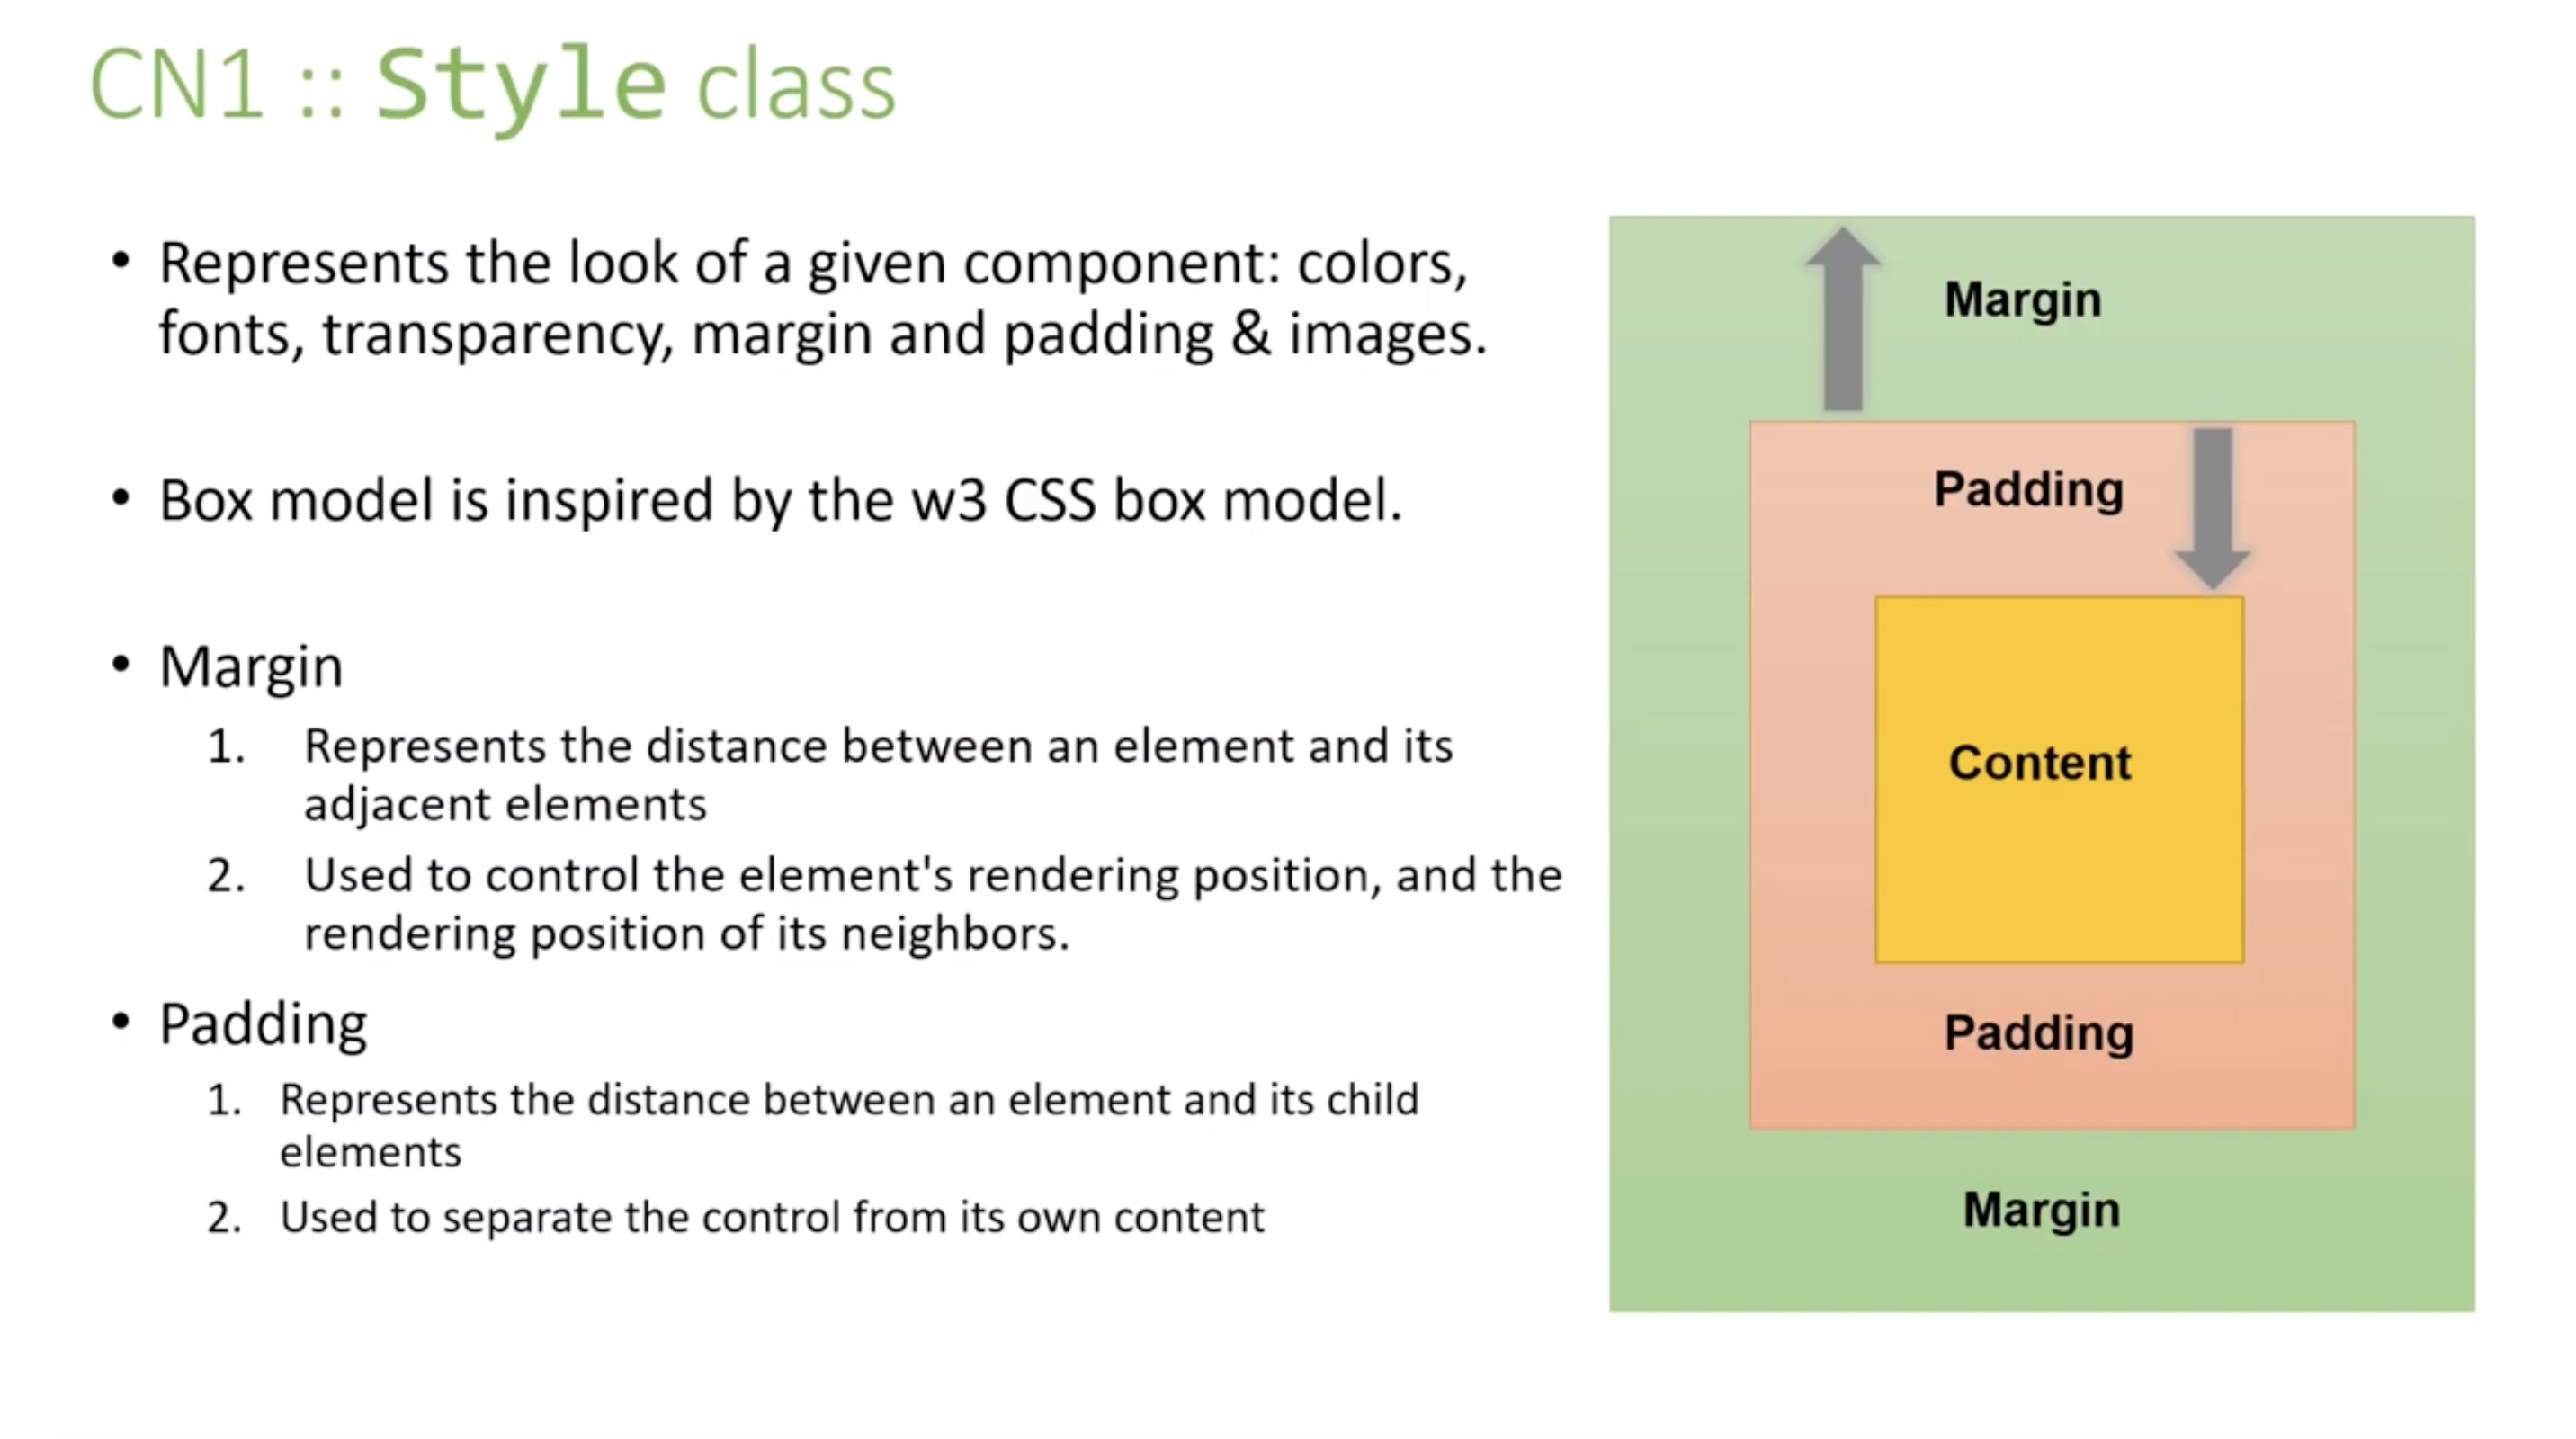 CN1 :: Style class
• Represents the look of a given component: colors,
fonts, transparency, margin and padding & images.
• Box model is inspired by the w3 CSS box model.
• Margin
1. Represents the distance between an element and its
adjacent elements
2. Used to control the element's rendering position, and the
rendering position of its neighbors.
• Padding
1. Represents the distance between an element and its child
elements
2. Used to separate the control from its own content
Margin
Padding
Content
Padding
Margin